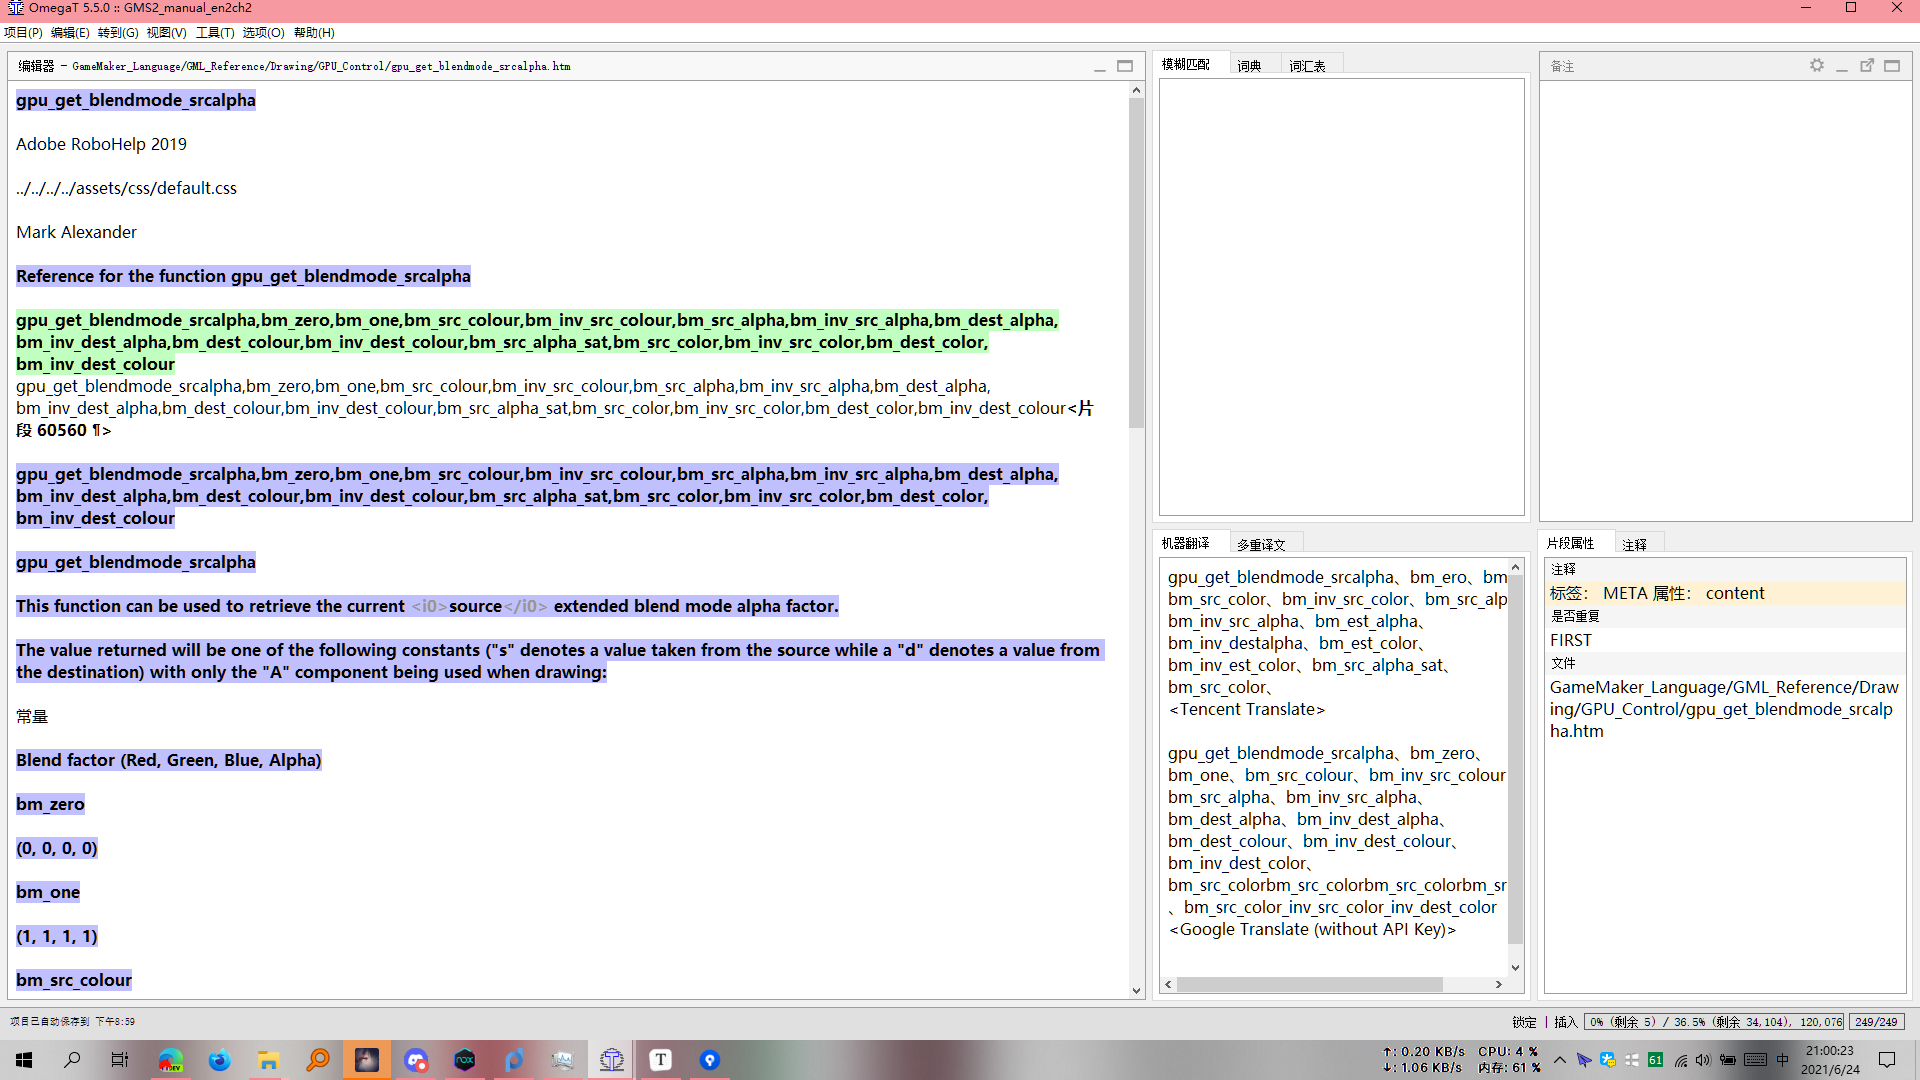 OmegaT 5.5.0 :: GMS2_manual_en2ch2
项目(P) 编辑(E) 转到(G) 视图(V) 工具(T) 选项(O) 帮助(H)
编辑器 - GameMaker_Language/GML_Reference/Drawing/GPU_Control/gpu_get_blendmode_srcalpha.htm
gpu_get_blendmode_srcalpha
Adobe RoboHelp 2019
../../../../assets/css/default.css
Mark Alexander
Reference for the function gpu_get_blendmode_srcalpha
gpu_get_blendmode_srcalpha,bm_zero,bm_one,bm_src_colour,bm_inv_src_colour,bm_src_alpha,bm_inv_src_alpha,bm_dest_alpha,
bm_inv_dest_alpha,bm_dest_colour,bm_inv_dest_colour,bm_src_alpha_sat,bm_src_color,bm_inv_src_color,bm_dest_color,
bm_inv_dest_colour
gpu_get_blendmode_srcalpha,bm_zero,bm_one,bm_src_colour,bm_inv_src_colour,bm_src_alpha,bm_inv_src_alpha,bm_dest_alpha,
bm_inv_dest_alpha,bm_dest_colour,bm_inv_dest_colour,bm_src_alpha_sat,bm_src_color,bm_inv_src_color,bm_dest_color,bm_inv_dest_colour<片
段 60560 ¶>
gpu_get_blendmode_srcalpha,bm_zero,bm_one,bm_src_colour,bm_inv_src_colour,bm_src_alpha,bm_inv_src_alpha,bm_dest_alpha,
bm_inv_dest_alpha,bm_dest_colour,bm_inv_dest_colour,bm_src_alpha_sat,bm_src_color,bm_inv_src_color,bm_dest_color,
bm_inv_dest_colour
gpu_get_blendmode_srcalpha
This function can be used to retrieve the current <i0>source</i0> extended blend mode alpha factor.
The value returned will be one of the following constants ("s" denotes a value taken from the source while a "d" denotes a value from
the destination) with only the "A" component being used when drawing:
常量
Blend factor (Red, Green, Blue, Alpha)
bm_zero
(0, 0, 0, 0)
bm_one
(1, 1, 1, 1)
bm_src_colour
模糊匹配 词典 词汇表
机器翻译 多重译文
gpu_get_blendmode_srcalpha、bm_ero、bm
bm_src_color、bm_inv_src_color、bm_src_alp
bm_inv_src_alpha、bm_est_alpha、
bm_inv_destalpha、bm_est_color、
bm_inv_est_color、bm_src_alpha_sat、
bm_src_color、
<Tencent Translate>
gpu_get_blendmode_srcalpha、bm_zero、
bm_one、bm_src_colour、bm_inv_src_colour
bm_src_alpha、bm_inv_src_alpha、
bm_dest_alpha、bm_inv_dest_alpha、
bm_dest_colour、bm_inv_dest_colour、
bm_inv_dest_color、
bm_src_colorbm_src_colorbm_src_colorbm_sr
、bm_src_color_inv_src_color_inv_dest_color
<Google Translate (without API Key)>
备注
片段属性 注释
注释
标签： META 属性： content
是否重复
FIRST
文件
GameMaker_Language/GML_Reference/Draw
ing/GPU_Control/gpu_get_blendmode_srcalp
ha.htm
项目已自动保存到 下午8:59
锁定 | 插入 0% (剩余 5) / 36.5% (剩余 34,104), 120,076 249/249
DEV
nox
T
↑: 0.20 KB/s CPU: 4 %
↓: 1.06 KB/s 内存: 61 %
61
中
21:00:23
2021/6/24